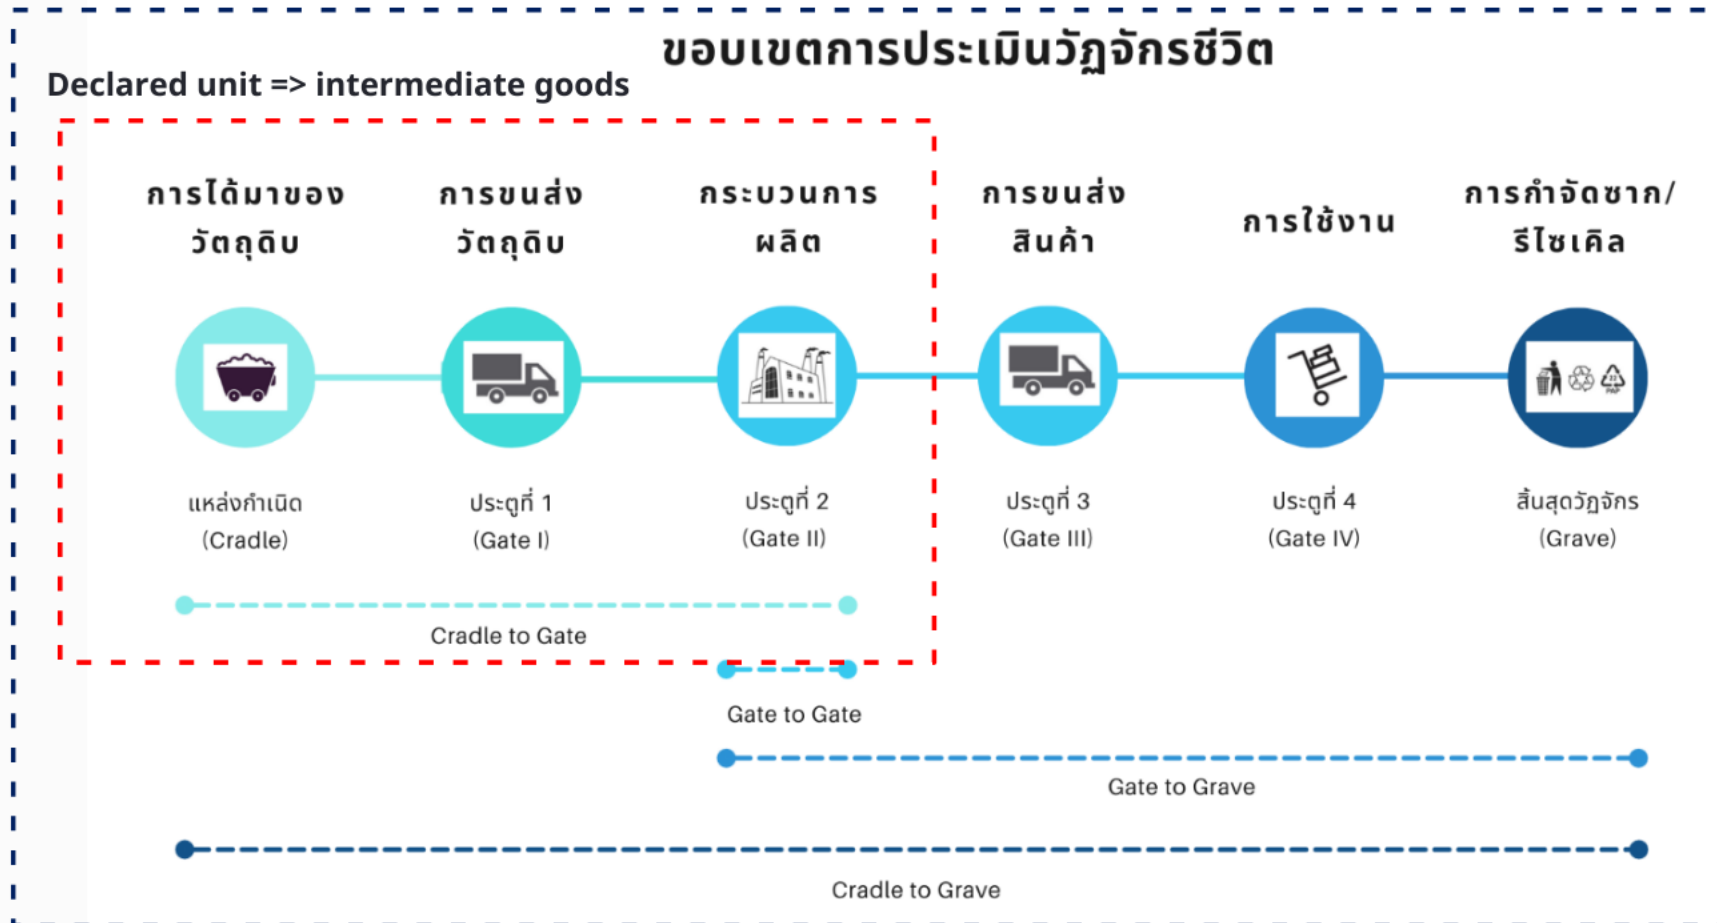 ขอบเขตการประเมินวัฏจักรชีวิต
Declared unit => intermediate goods
การได้มาของ
วัตถุดิบ
การขนส่ง
วัตถุดิบ
กระบวนการ
ผลิต
การขนส่ง
สินค้า
การใช้งาน
การกำจัดซาก/
รีไซเคิล
แหล่งกำเนิด
(Cradle)
ประตูที่ 1
(Gate I)
ประตูที่ 2
(Gate II)
ประตูที่ 3
(Gate III)
ประตูที่ 4
(Gate IV)
สิ้นสุดวัฏจักร
(Grave)
Cradle to Gate
Gate to Gate
Gate to Grave
Cradle to Grave